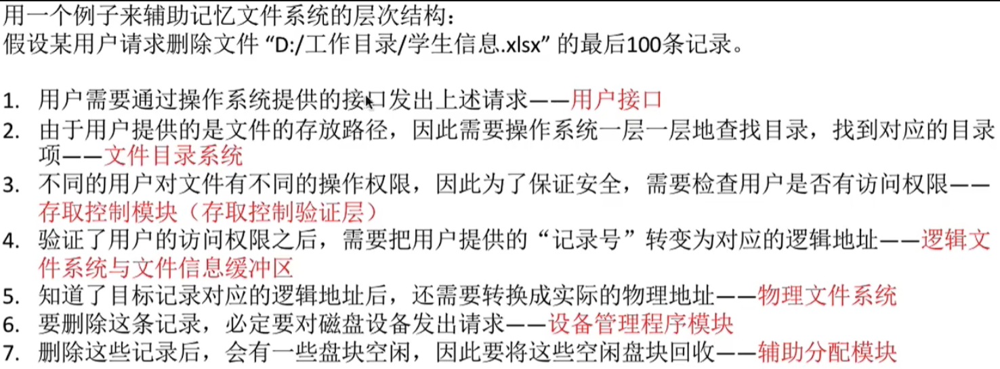 用一个例子来辅助记忆文件系统的层次结构：
假设某用户请求删除文件 “D:/工作目录/学生信息.xlsx” 的最后100条记录。
1. 用户需要通过操作系统提供的接口发出上述请求——用户接口
2. 由于用户提供的是文件的存放路径，因此需要操作系统一层一层地查找目录，找到对应的目录
项——文件目录系统
3. 不同的用户对文件有不同的操作权限，因此为了保证安全，需要检查用户是否有访问权限——
存取控制模块（存取控制验证层）
4. 验证了用户的访问权限之后，需要把用户提供的“记录号”转变为对应的逻辑地址——逻辑文
件系统与文件信息缓冲区
5. 知道了目标记录对应的逻辑地址后，还需要转换成实际的物理地址——物理文件系统
6. 要删除这条记录，必定要对磁盘设备发出请求——设备管理程序模块
7. 删除这些记录后，会有一些盘块空闲，因此要将这些空闲盘块回收——辅助分配模块